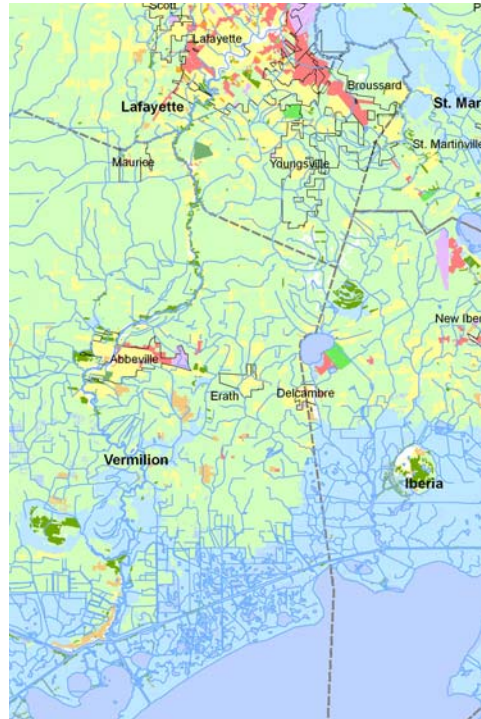 Scott
P
Lafayette
Broussard
Lafayette
St. Mar
St. Martinville
Maurice
Youngsville
New Iber
Abbeville
Erath
Delcambre
Vermilion
Iberia